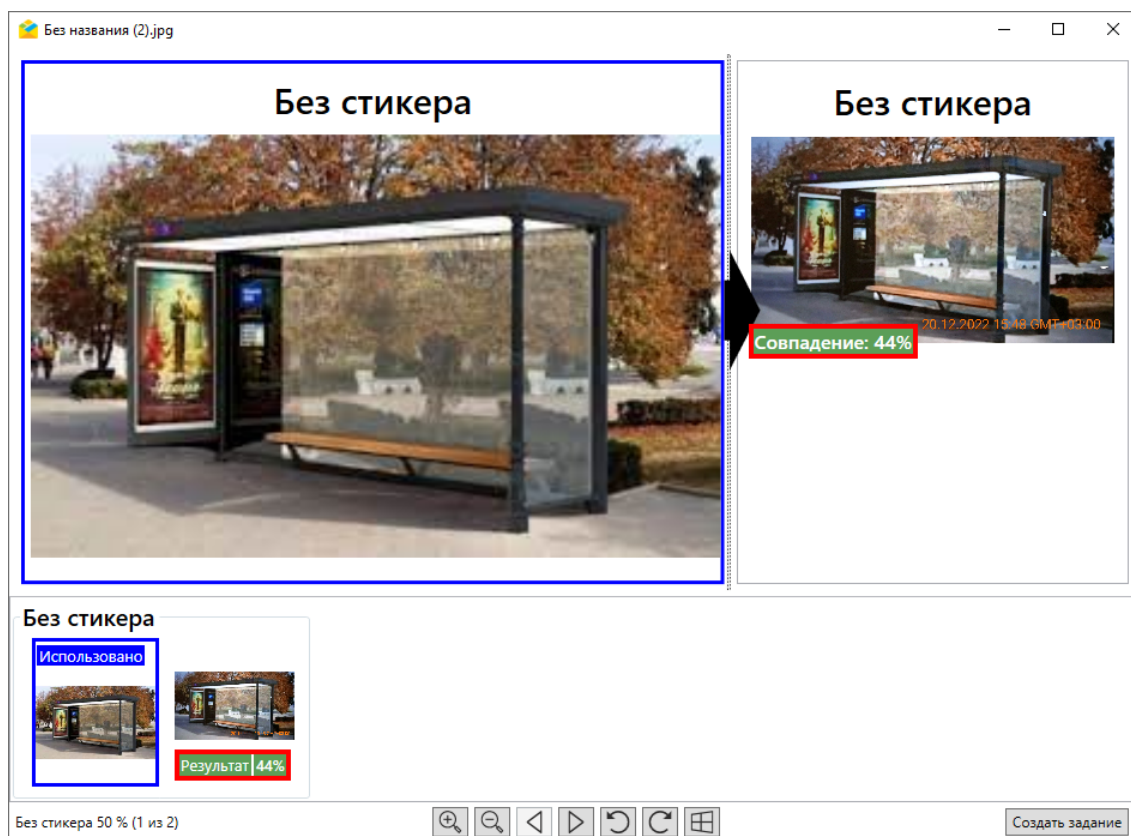 Без названия (2).jpg
Без стикера
Без стикера
20.12.2022 15:48 GMT+03:00
Совпадение: 44%
Без стикера
Использовано
Результат 44%
Без стикера 50 % (1 из 2)
Создать задание